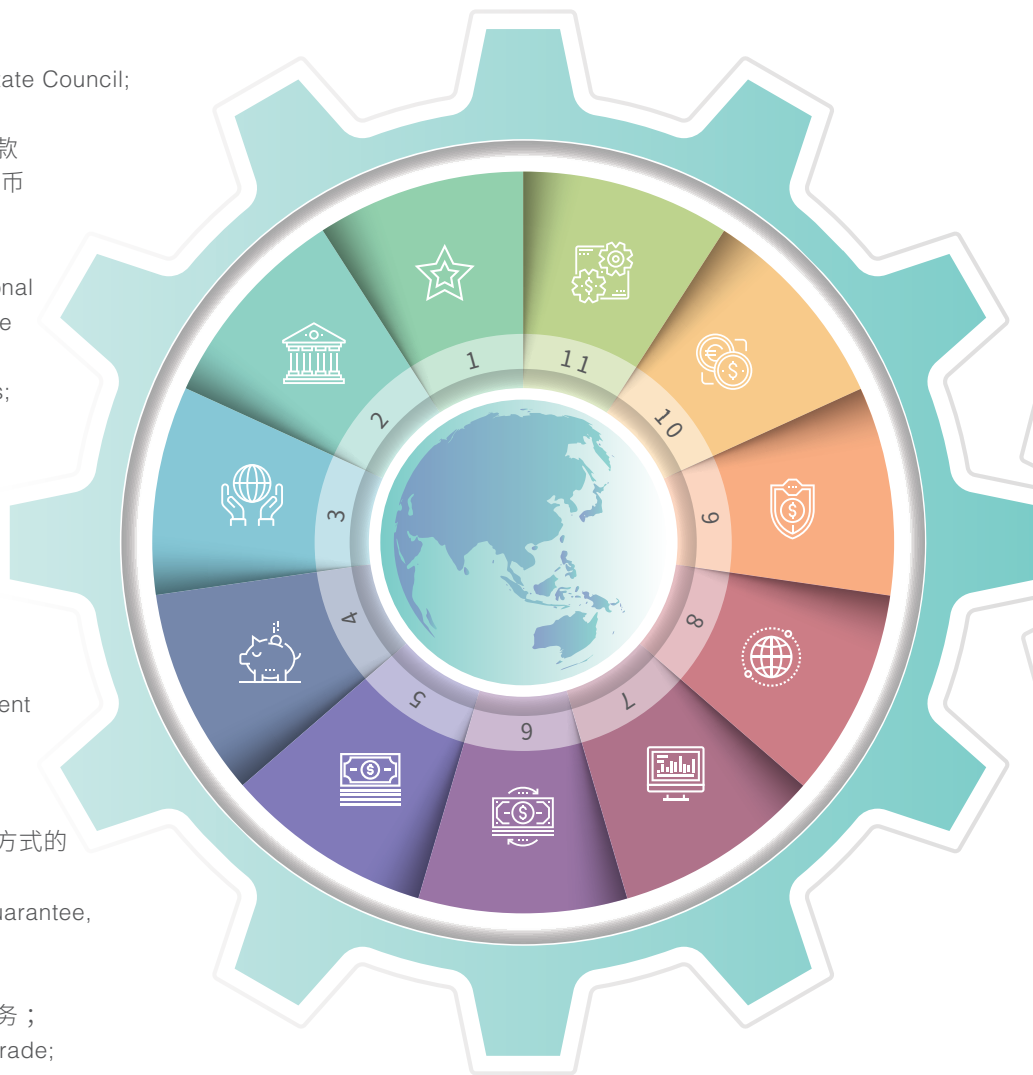 ate Council;
款
币
onal
e
s;
ent
方式的
uarantee,
务；
rade;
1
2
3
4
5
6
7
8
9
10
11